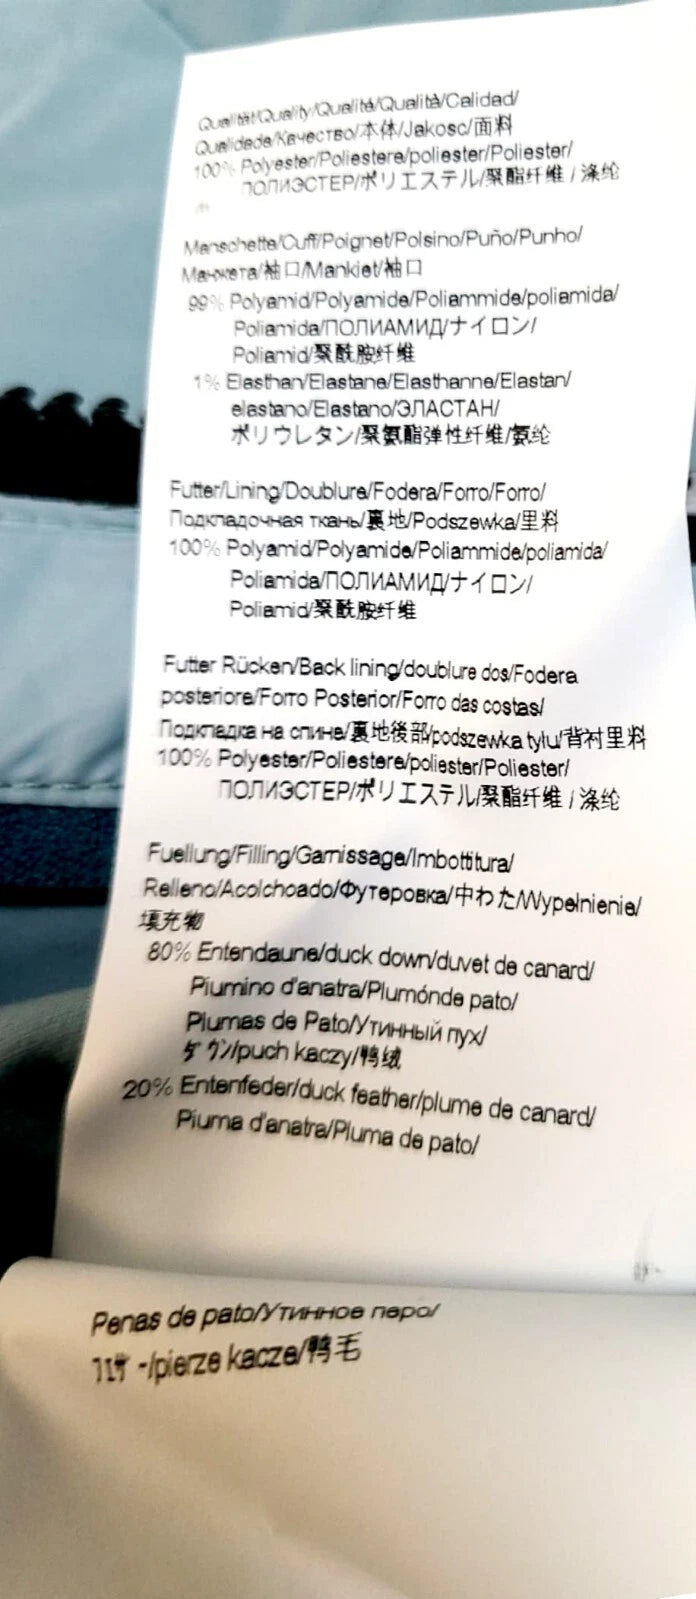 Qualität/Quality/Qualité/Qualità/Calidad/
Qualidade/Качество/本体/Jakosc/面料
100% Polyester/Poliestere/poliester/Poliester/
ПОЛИЭСТЕР/ポリエステル/聚酯纤维 / 涤纶
Manschette/Cuff/Poignet/Polsino/Puño/Punho/
Манжета/袖口/Mankiet/袖口
99% Polyamid/Polyamide/Poliammide/poliamida/
Poliamida/ПОЛИАМИД/ナイロン/
Poliamid/聚酰胺纤维
1% Elasthan/Elastane/Elasthanne/Elastan/
elastano/Elastano/ЭЛАСТАН/
ポリウレタン/聚氨酯弹性纤维/氨纶
Futter/Lining/Doublure/Fodera/Forro/Forro/
Подкладочная ткань/裏地/Podszewka/里料
100% Polyamid/Polyamide/Poliammide/poliamida/
Poliamida/ПОЛИАМИД/ナイロン/
Poliamid/聚酰胺纤维
Futter Rücken/Back lining/doublure dos/Fodera
posteriore/Forro Posterior/Forro das costas/
Подкладка на спине/裏地後部/podszewka tylu/背衬里料
100% Polyester/Poliestere/poliester/Poliester/
ПОЛИЭСТЕР/ポリエステル/聚酯纤维 / 涤纶
Fuellung/Filling/Garnissage/Imbottitura/
Relleno/Acolchoado/Футеровка/中わた/Wypełnienie/
填充物
80% Entendaune/duck down/duvet de canard/
Piumino d'anatra/Plumónde pato/
Plumas de Pato/Утинный пух/
ダウン/puch kaczy/鸭绒
20% Entenfeder/duck feather/plume de canard/
Piuma d'anatra/Pluma de pato/
Penas de pato/Утинное перо/
/pierze kacze/鸭毛